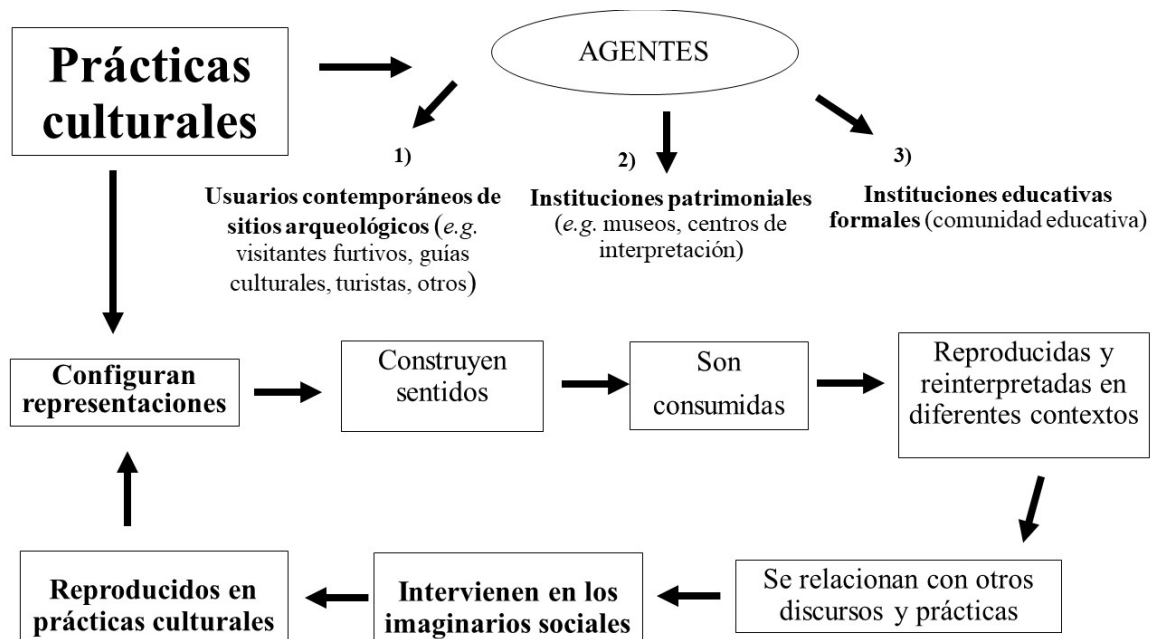 Prácticas
culturales
AGENTES
1)
Usuarios contemporáneos de
sitios arqueológicos (e.g.
visitantes furtivos, guías
culturales, turistas, otros)
2)
Instituciones patrimoniales
(e.g. museos, centros de
interpretación)
3)
Instituciones educativas
formales (comunidad educativa)
Configuran
representaciones
Construyen
sentidos
Son
consumidas
Reproducidas y
reinterpretadas en
diferentes contextos
Se relacionan con otros
discursos y prácticas
Intervienen en los
imaginarios sociales
Reproducidos en
prácticas culturales